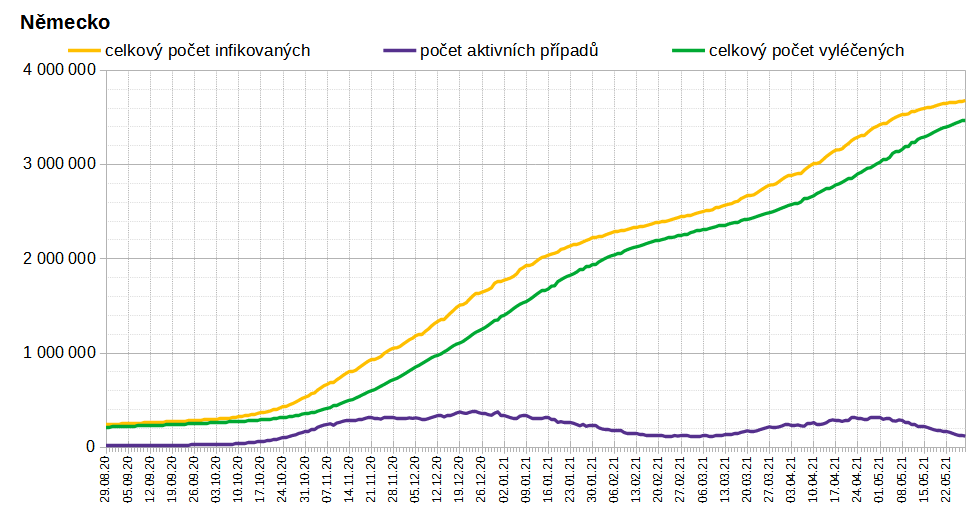 Německo
celkový počet infikovaných počet aktivních případů celkový počet vyléčených
4 000 000
3 000 000
2 000 000
1 000 000
0
29.08.20 05.09.20 12.09.20 19.09.20 26.09.20 03.10.20 10.10.20 17.10.20 24.10.20 31.10.20 07.11.20 14.11.20 21.11.20 28.11.20 05.12.20 12.12.20 19.12.20 26.12.20 02.01.21 09.01.21 16.01.21 23.01.21 30.01.21 06.02.21 13.02.21 20.02.21 27.02.21 06.03.21 13.03.21 20.03.21 27.03.21 03.04.21 10.04.21 17.04.21 24.04.21 01.05.21 08.05.21 15.05.21 22.05.21